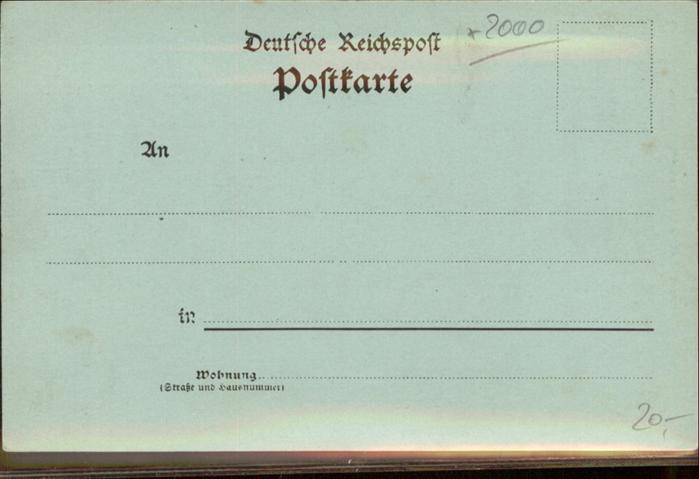 Deutsche Reichspost
+2000
Postkarte
An
in
Wohnung
(Straße und Hausnummer)
20,-